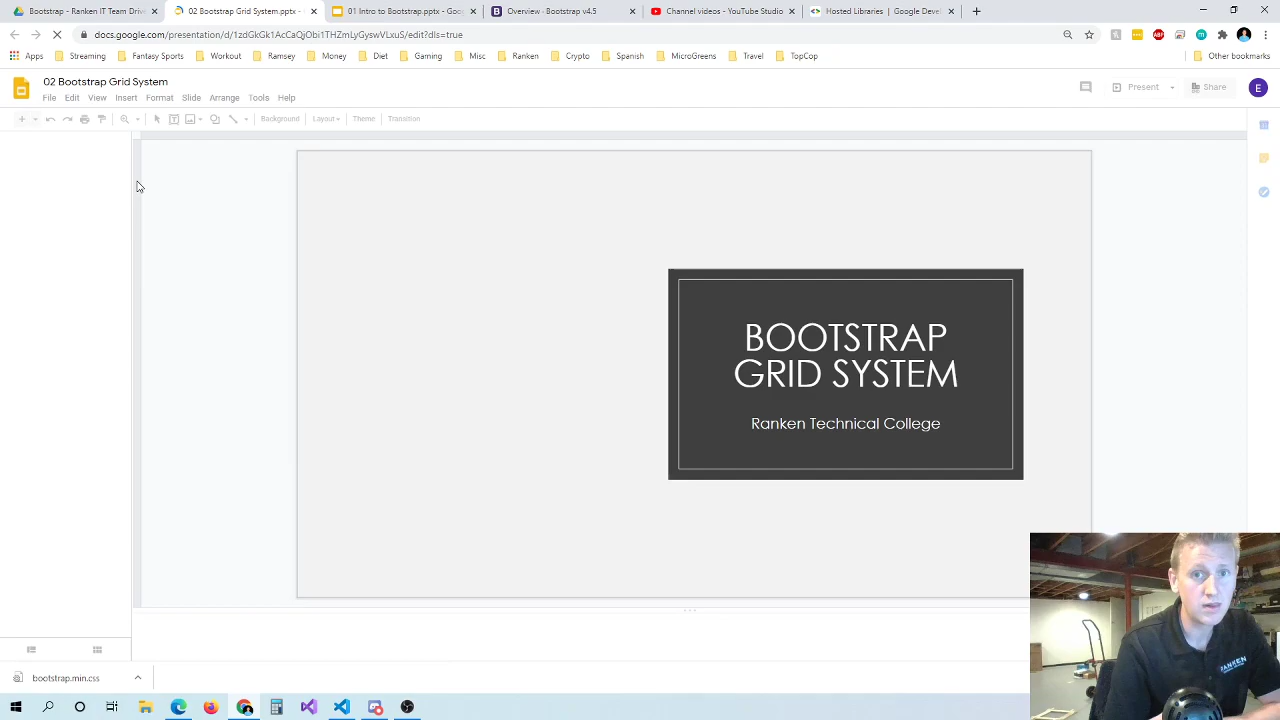 Bootstrap - Ranken IT Team Driv
02 Bootstrap Grid System.pptx -
01 Intro to Bootstrap.pptx - Goo
Overview · Bootstrap v4.5
Channel videos - YouTube Studio
Hosted Libraries | Google Devel
docs.google.com/presentation/d/1zdGkGk1AcCaQjObi1THZmLyGyswVLxuS/edit?dls=true
Apps
Streaming
Fantasy Sports
Workout
Ramsey
Money
Diet
Gaming
Misc
Ranken
Crypto
Spanish
MicroGreens
Travel
TopCop
Other bookmarks
02 Bootstrap Grid System
File Edit View Insert Format Slide Arrange Tools Help
Present
Share
E
Background
Layout
Theme
Transition
BOOTSTRAP
GRID SYSTEM
Ranken Technical College
bootstrap.min.css
RANKEN